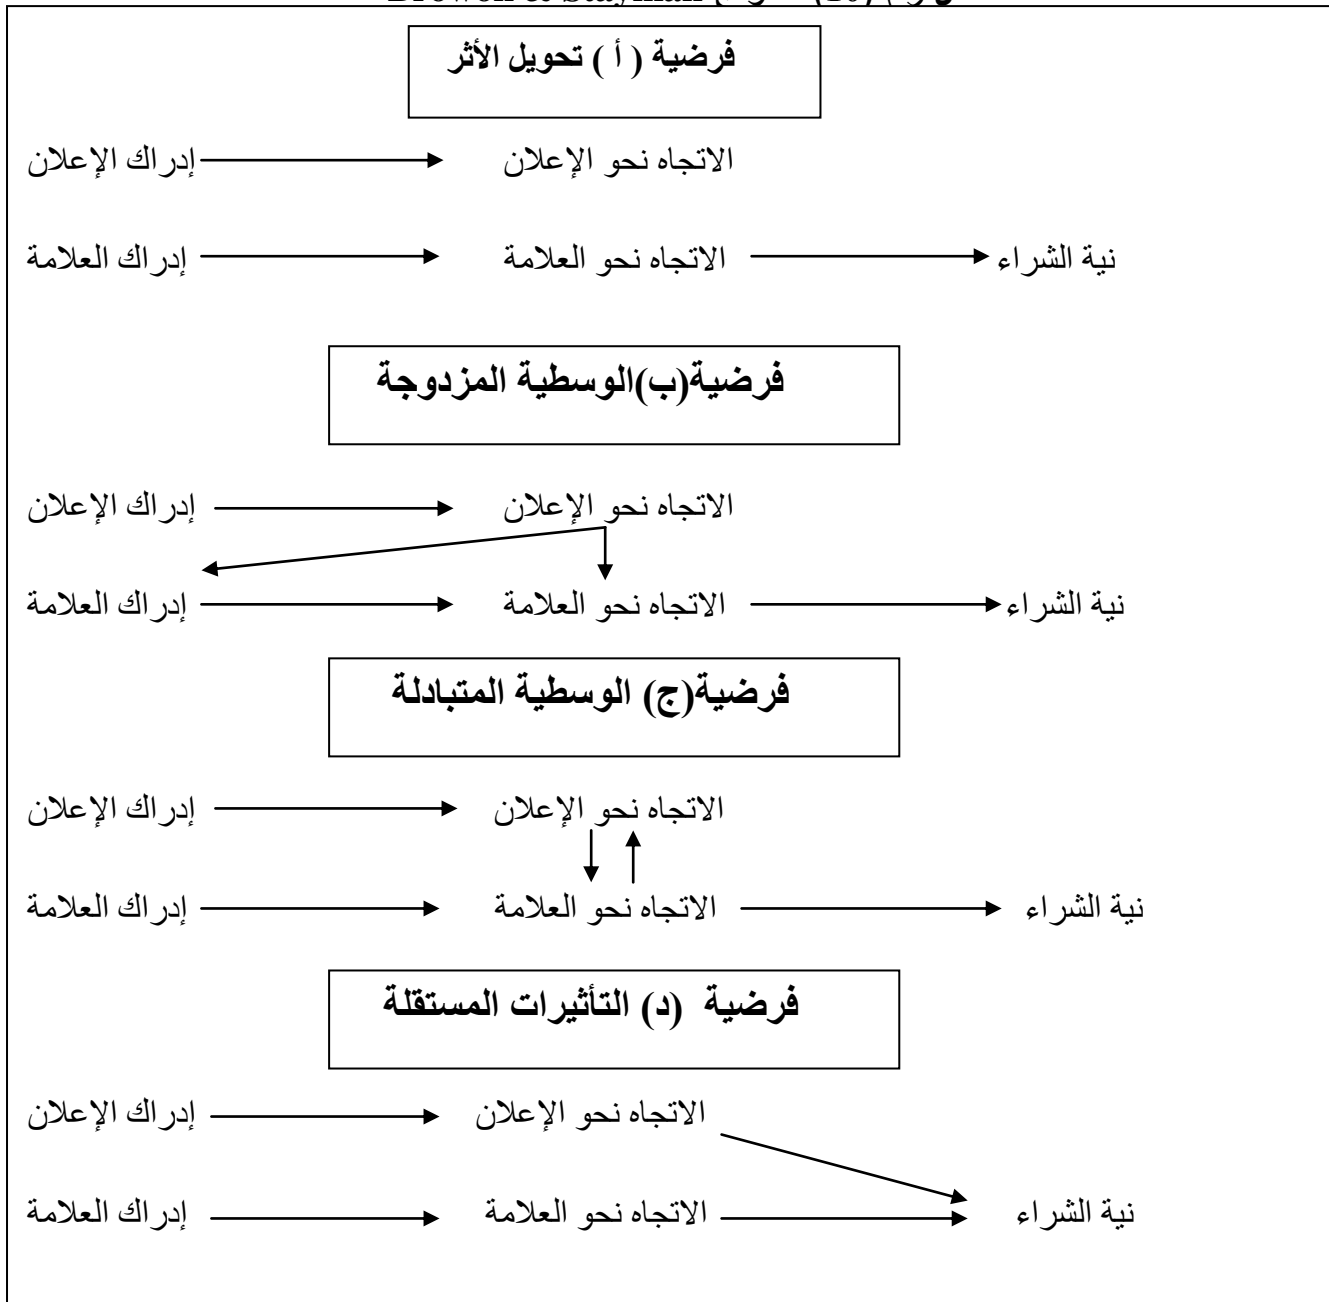 Browen & Stayman
فرضية ( أ ) تحويل الأثر
إدراك الإعلان الاتجاه نحو الإعلان
إدراك العلامة الاتجاه نحو العلامة نية الشراء
فرضية(ب)الوسطية المزدوجة
إدراك الإعلان الاتجاه نحو الإعلان
إدراك العلامة الاتجاه نحو العلامة نية الشراء
فرضية(ج) الوسطية المتبادلة
إدراك الإعلان الاتجاه نحو الإعلان
إدراك العلامة الاتجاه نحو العلامة نية الشراء
فرضية (د) التأثيرات المستقلة
إدراك الإعلان الاتجاه نحو الإعلان
إدراك العلامة الاتجاه نحو العلامة نية الشراء